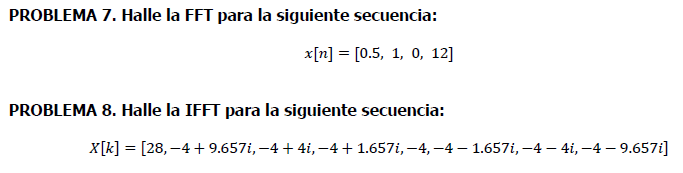 PROBLEMA 7. Halle la FFT para la siguiente secuencia:
x[n] = [0.5, 1, 0, 12]
PROBLEMA 8. Halle la IFFT para la siguiente secuencia:
X[k] = [28, −4 + 9.657i, −4 + 4i, −4 + 1.657i, −4, −4 − 1.657i, −4 − 4i, −4 − 9.657i]